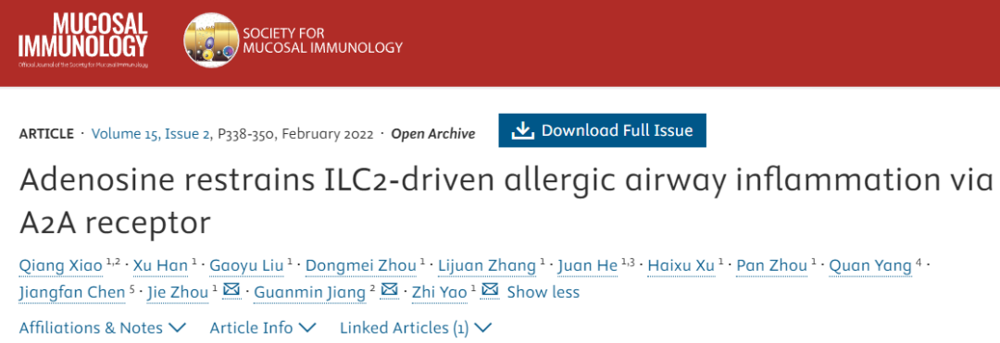 MUCOSAL
IMMUNOLOGY
Official Journal of the Society for Mucosal Immunology
SOCIETY FOR
MUCOSAL IMMUNOLOGY
ARTICLE · Volume 15, Issue 2, P338-350, February 2022 · Open Archive
Download Full Issue
Adenosine restrains ILC2-driven allergic airway inflammation via
A2A receptor
Qiang Xiao 1,2 · Xu Han 1 · Gaoyu Liu 1 · Dongmei Zhou 1 · Lijuan Zhang 1 · Juan He 1,3 · Haixu Xu 1 · Pan Zhou 1 · Quan Yang 4 ·
Jiangfan Chen 5 · Jie Zhou 1 · Guanmin Jiang 2 · Zhi Yao 1 Show less
Affiliations & Notes Article Info Linked Articles (1)